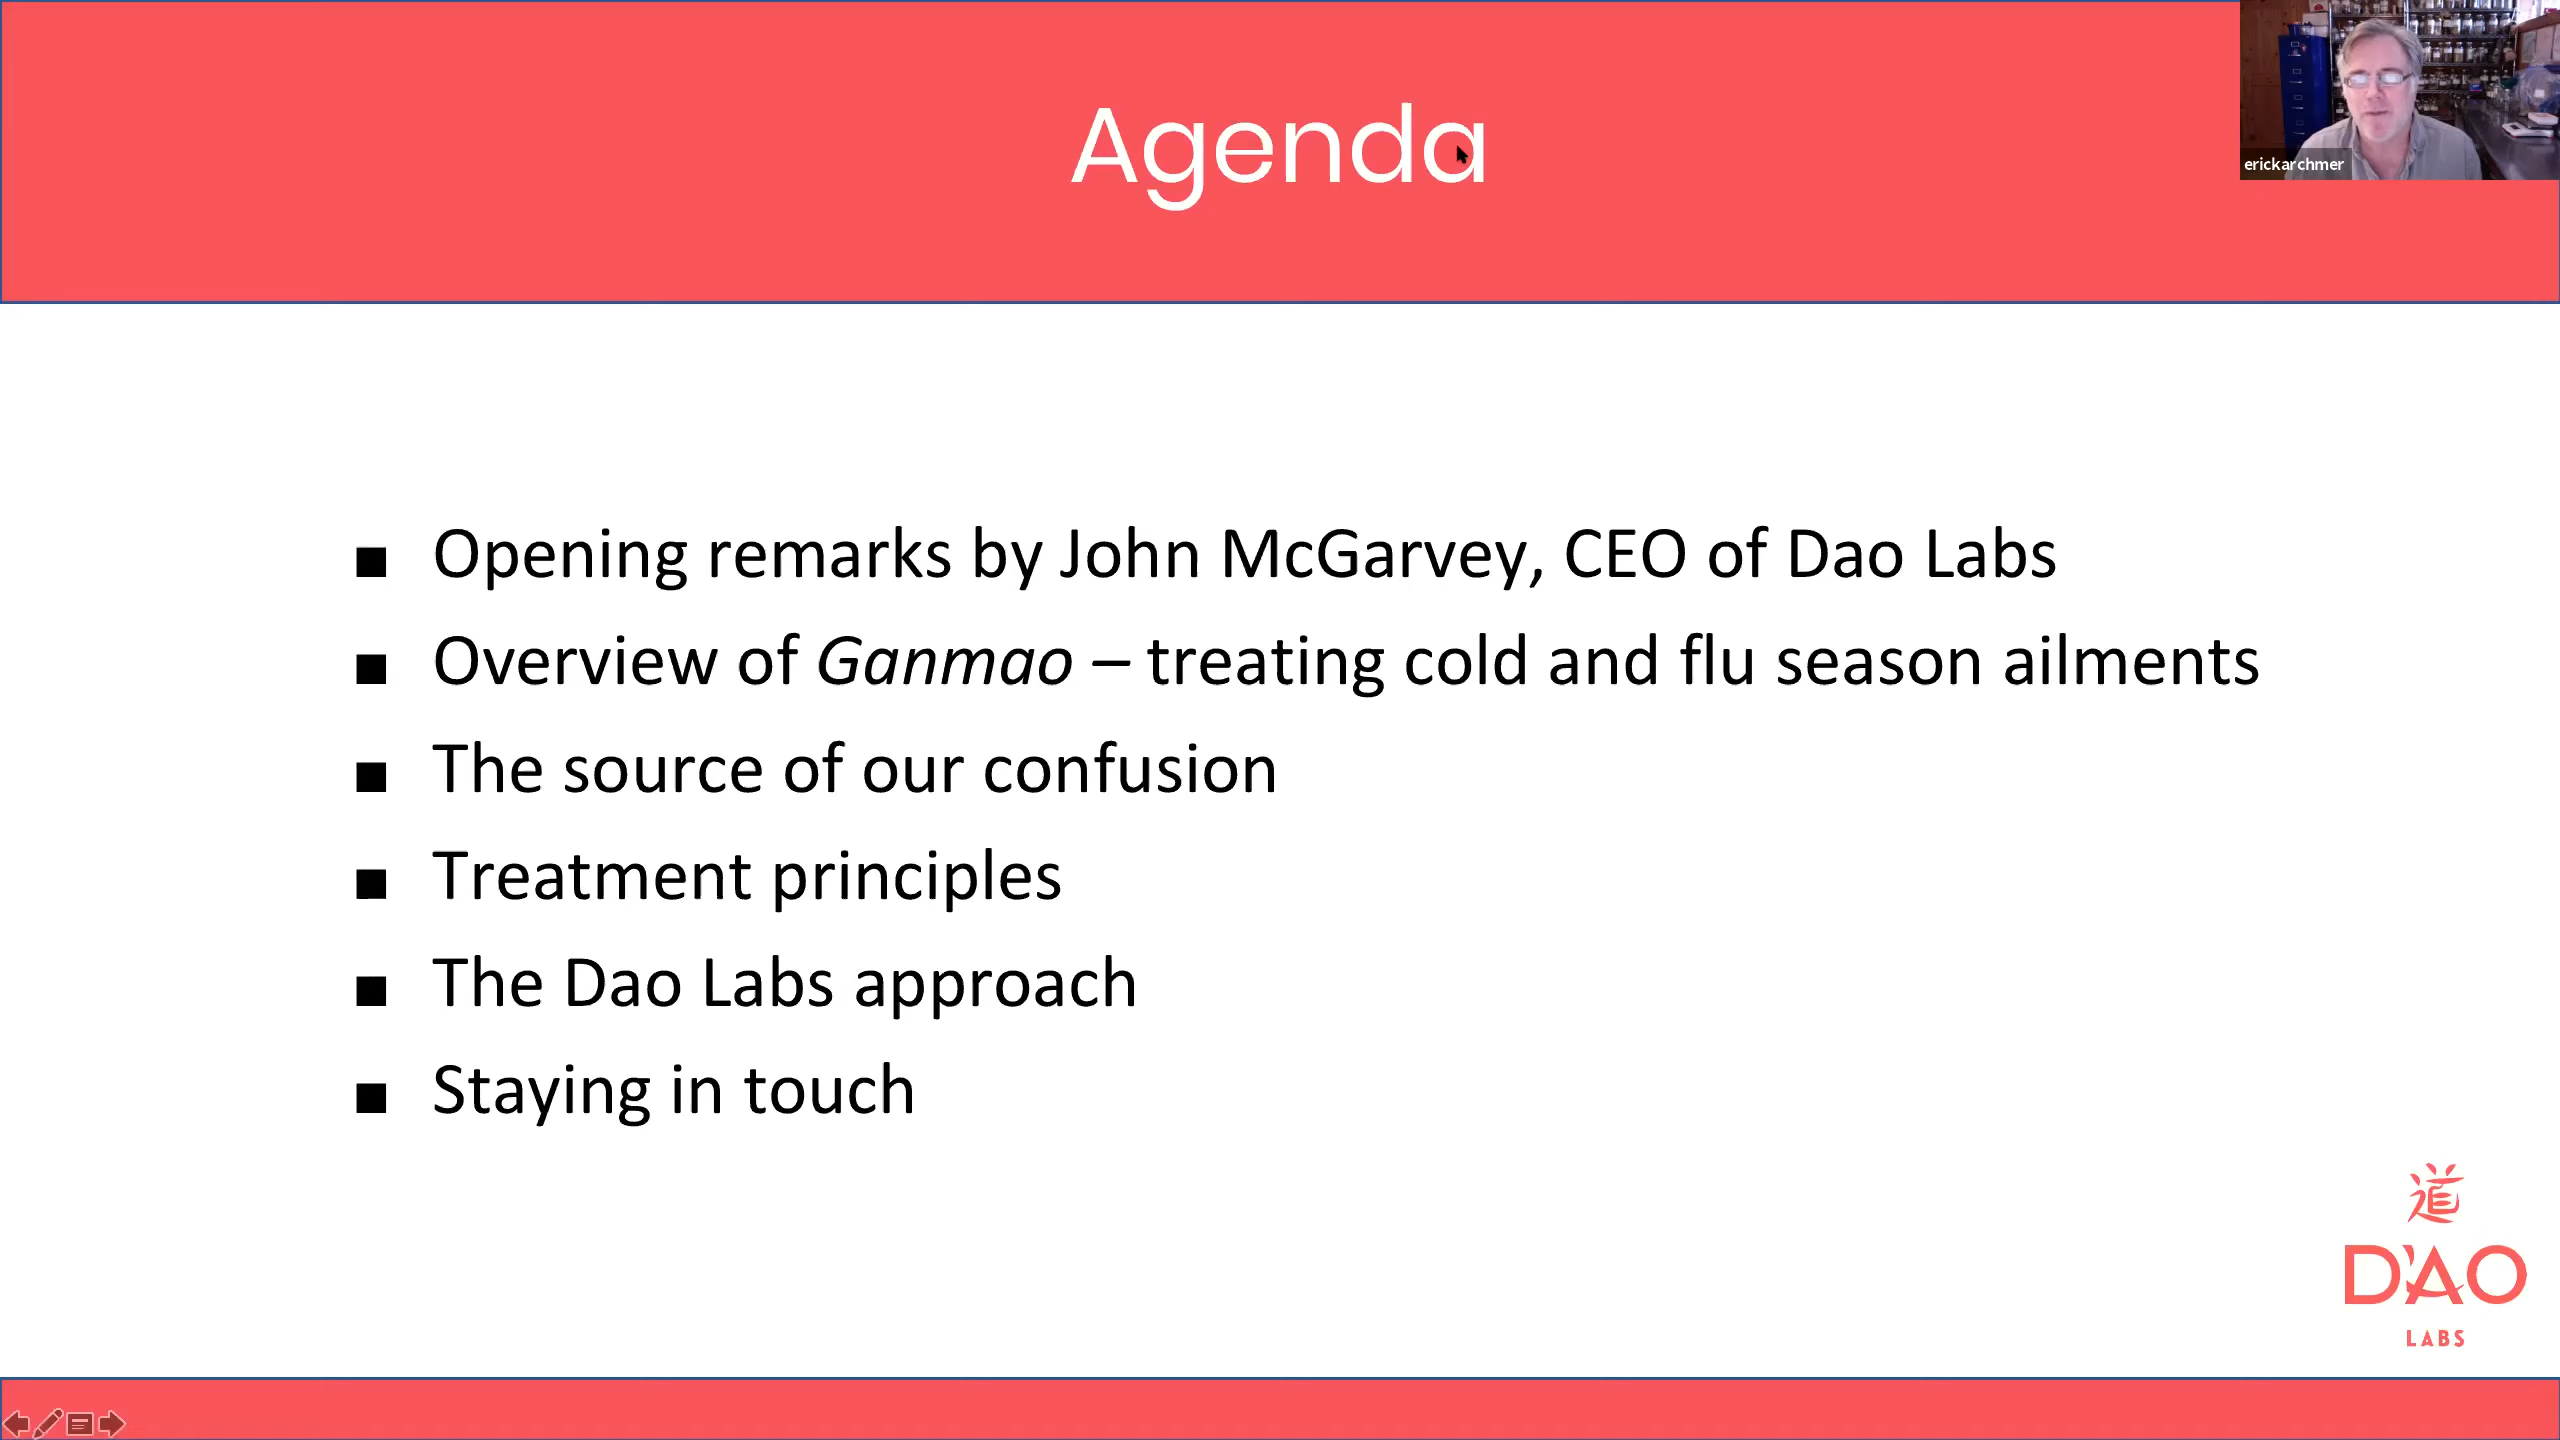 Agenda
erickarchmer
■ Opening remarks by John McGarvey, CEO of Dao Labs
■ Overview of Ganmao – treating cold and flu season ailments
■ The source of our confusion
■ Treatment principles
■ The Dao Labs approach
■ Staying in touch
道
DAO
LABS